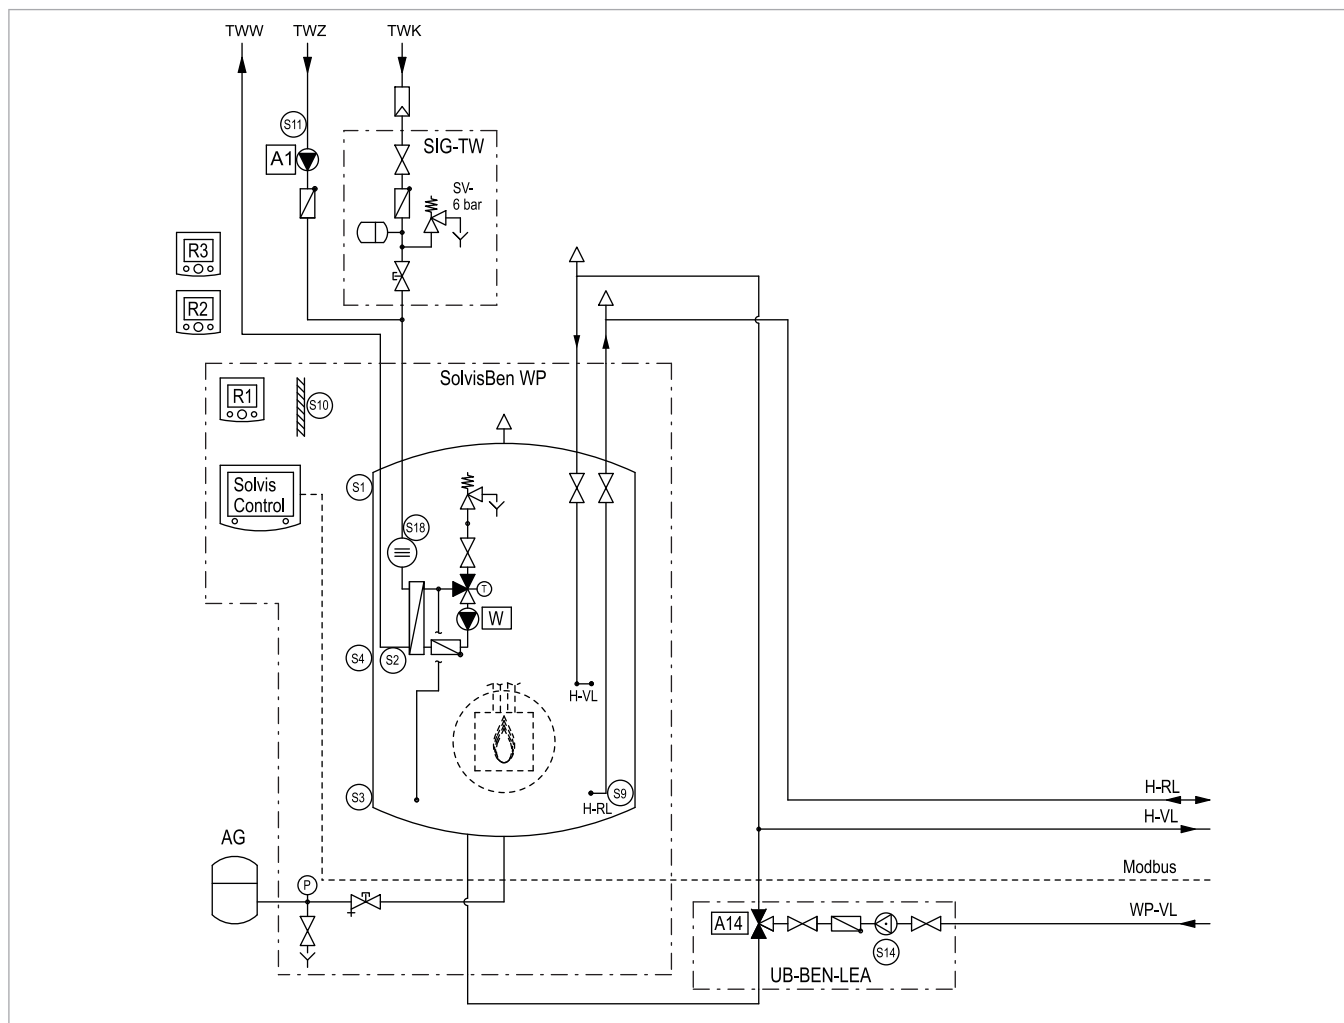 TWW TWZ TWK
S11
A1
SIG-TW
SV-
6 bar
R3
R2
SolvisBen WP
R1
S10
S1
Solvis
Control
S18
T
W
S4
S2
H-VL
S3
S9
H-RL
H-RL
H-VL
AG
Modbus
P
WP-VL
A14
S14
UB-BEN-LEA